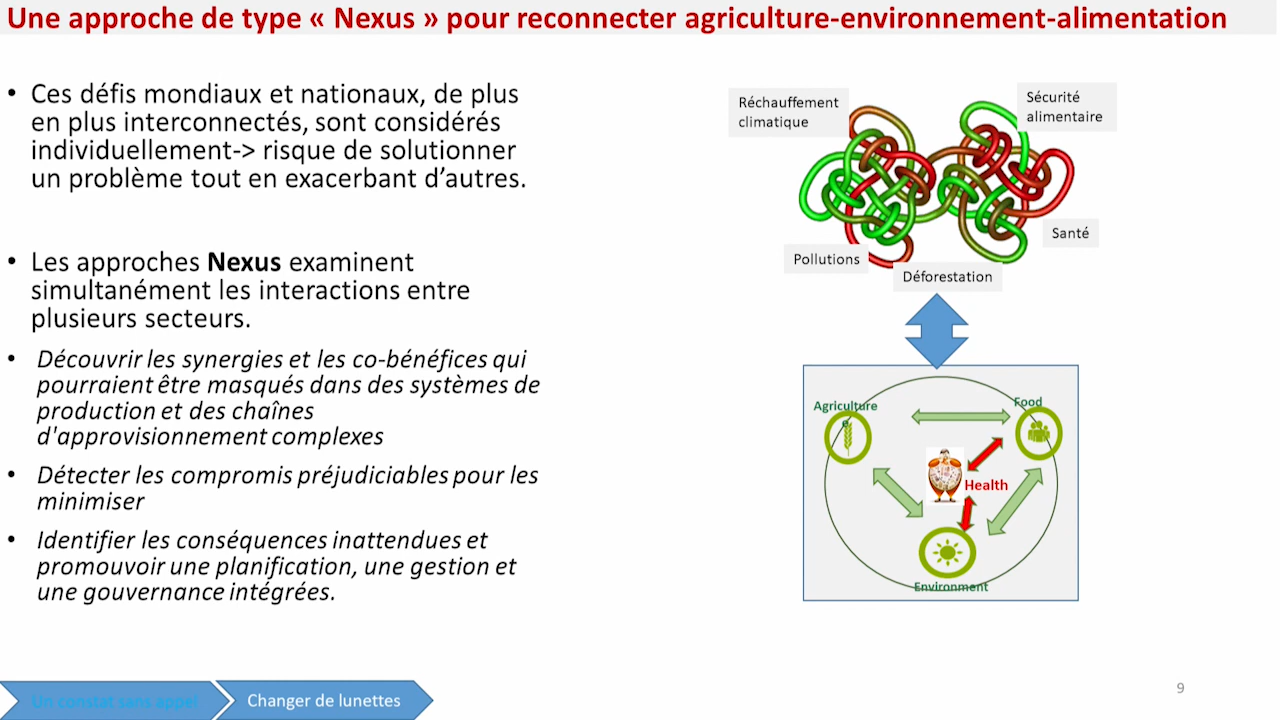 Une approche de type « Nexus » pour reconnecter agriculture-environnement-alimentation
• Ces défis mondiaux et nationaux, de plus
en plus interconnectés, sont considérés
individuellement-> risque de solutionner
un problème tout en exacerbant d’autres.
• Les approches Nexus examinent
simultanément les interactions entre
plusieurs secteurs.
• Découvrir les synergies et les co-bénéfices qui
pourraient être masqués dans des systèmes de
production et des chaînes
d'approvisionnement complexes
• Détecter les compromis préjudiciables pour les
minimiser
• Identifier les conséquences inattendues et
promouvoir une planification, une gestion et
une gouvernance intégrées.
Réchauffement
climatique
Sécurité
alimentaire
Santé
Pollutions
Déforestation
Agriculture
e
Food
Health
Environment
Un constat sans appel
Changer de lunettes
9